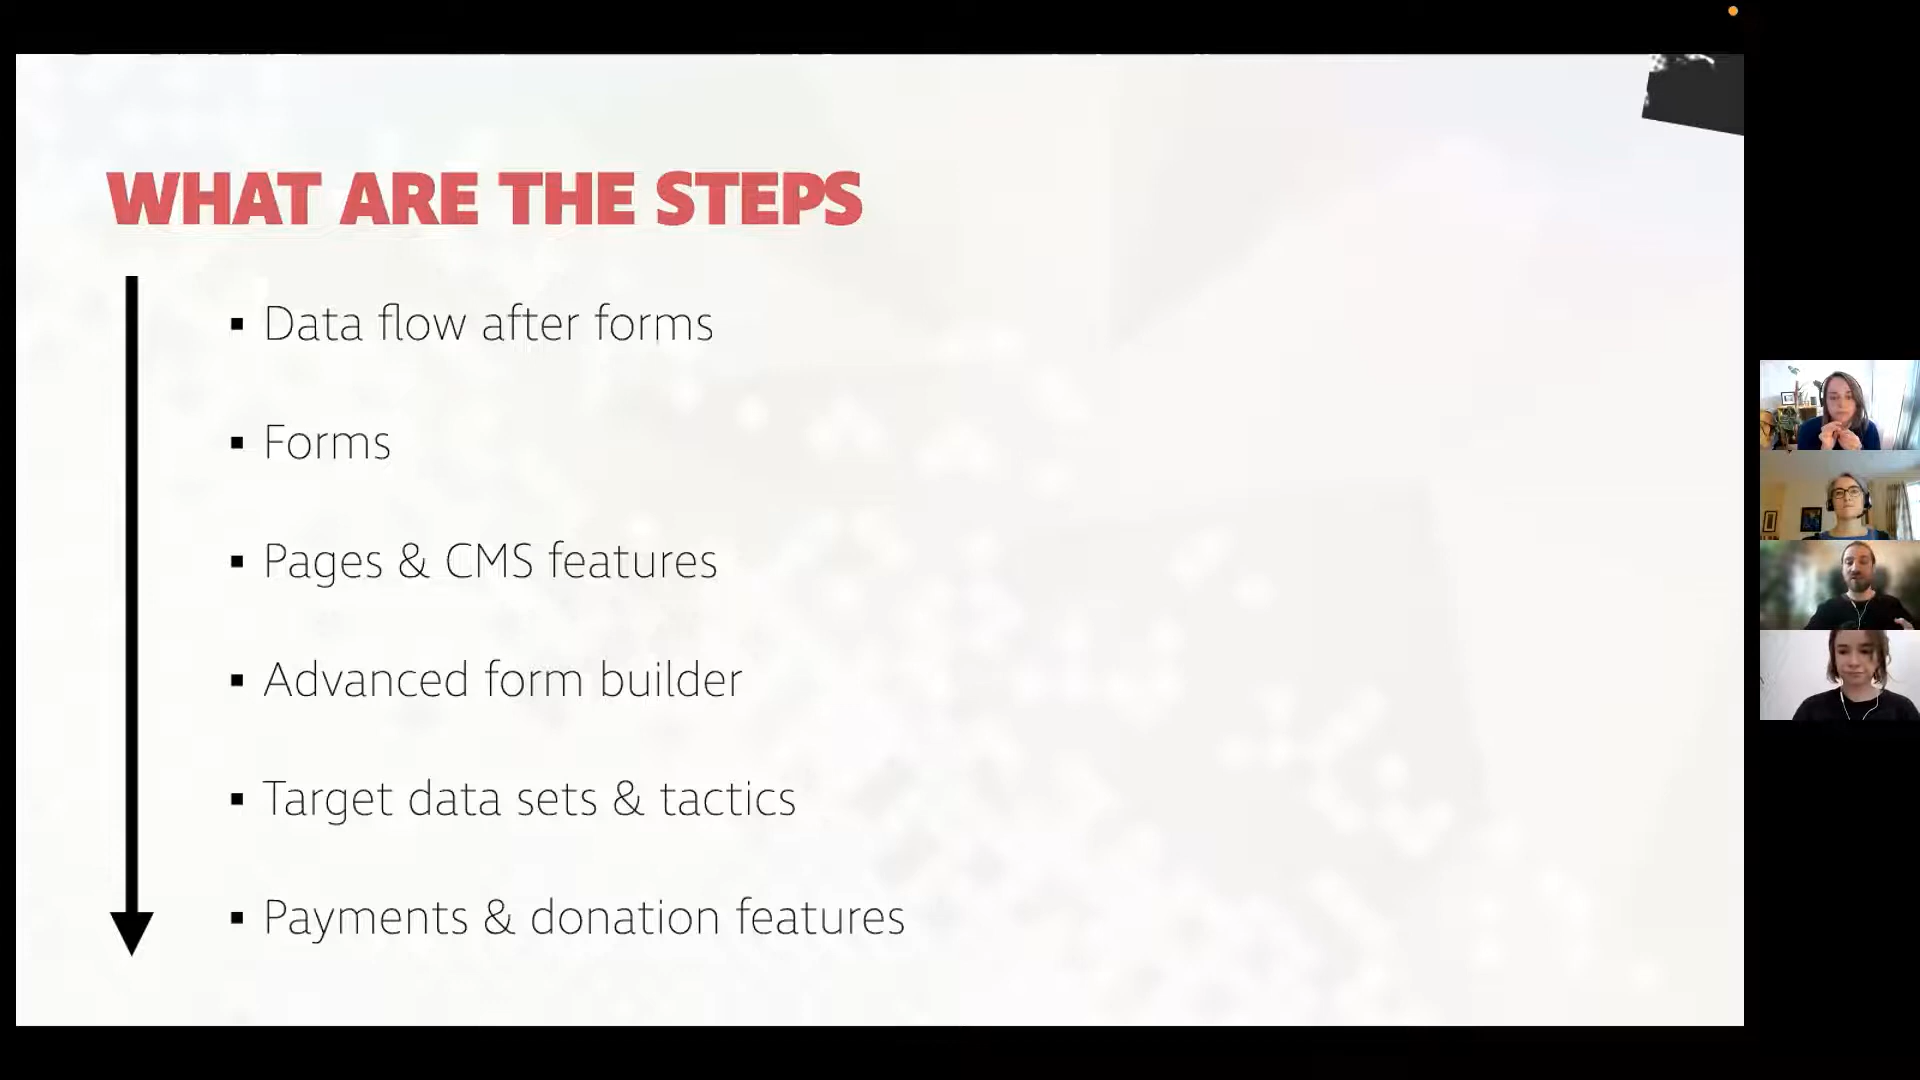 WHAT ARE THE STEPS
▪ Data flow after forms
▪ Forms
▪ Pages & CMS features
▪ Advanced form builder
▪ Target data sets & tactics
▪ Payments & donation features